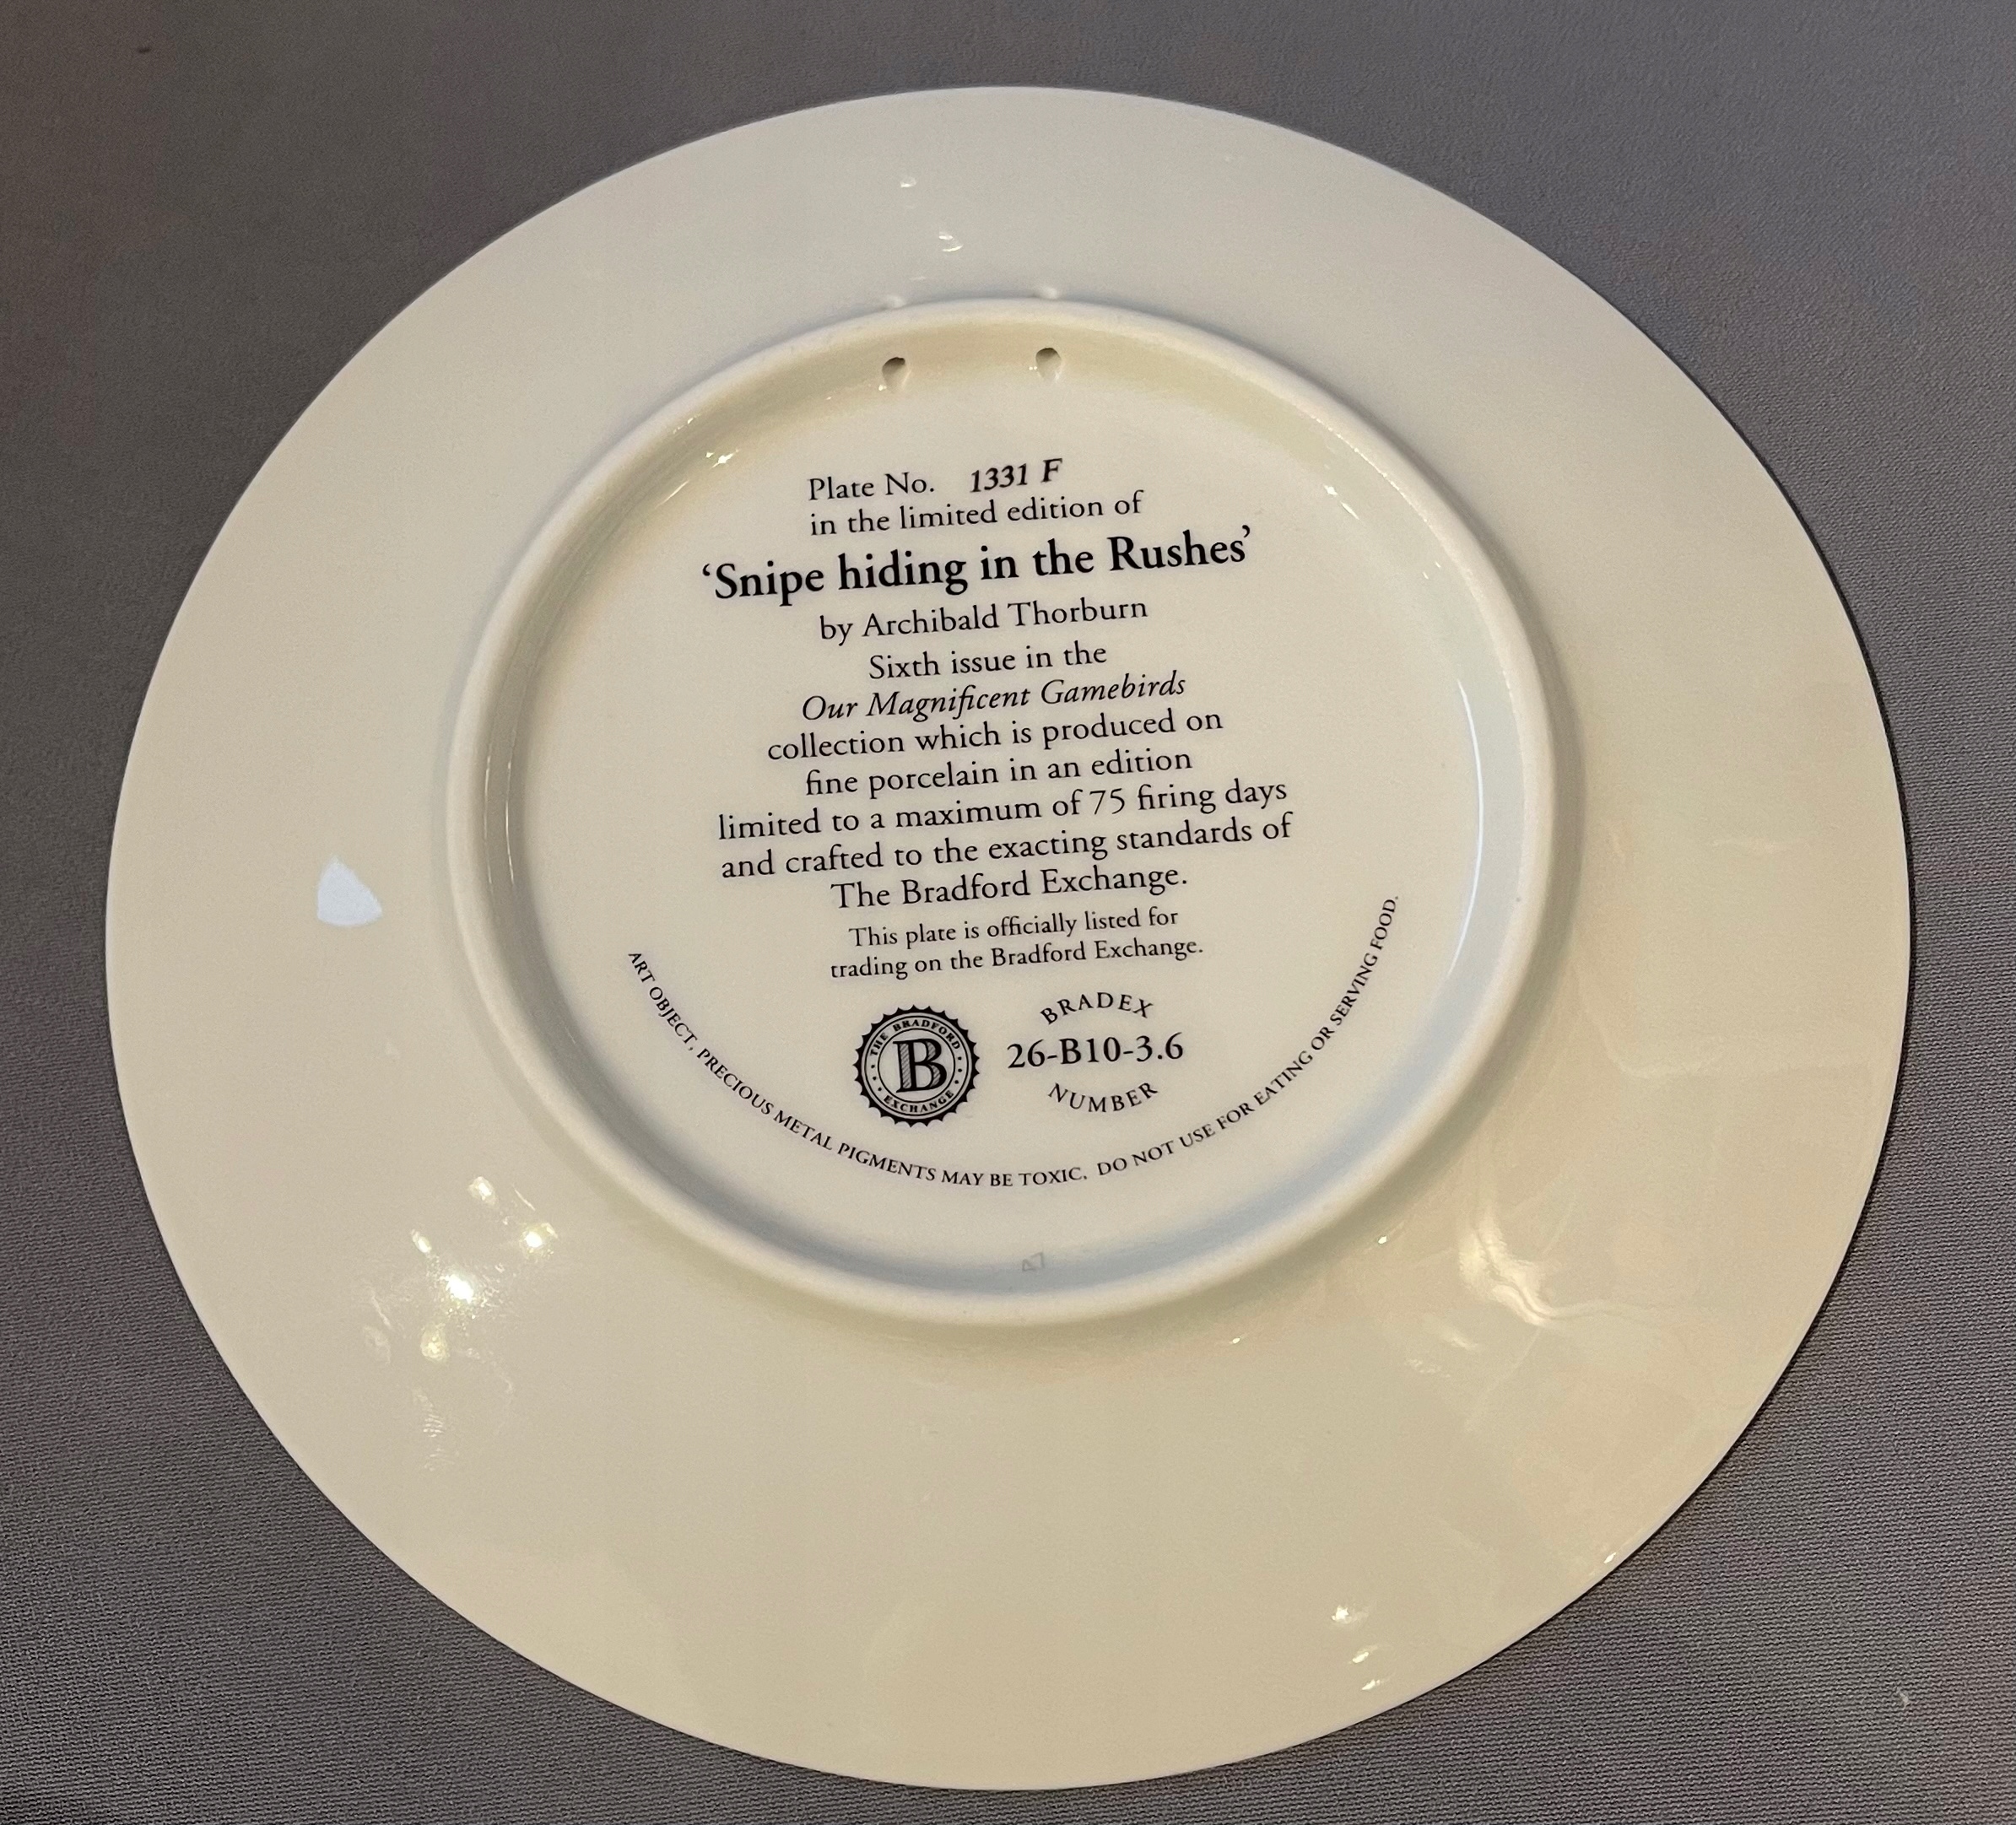 Plate No. 1331 F
in the limited edition of
‘Snipe hiding in the Rushes’
by Archibald Thorburn
Sixth issue in the
Our Magnificent Gamebirds
collection which is produced on
fine porcelain in an edition
limited to a maximum of 75 firing days
and crafted to the exacting standards of
The Bradford Exchange.
This plate is officially listed for
trading on the Bradford Exchange.
THE BRADFORD
B
EXCHANGE
BRADEX
26-B10-3.6
NUMBER
ART OBJECT, PRECIOUS METAL PIGMENTS MAY BE TOXIC. DO NOT USE FOR EATING OR SERVING FOOD.
47